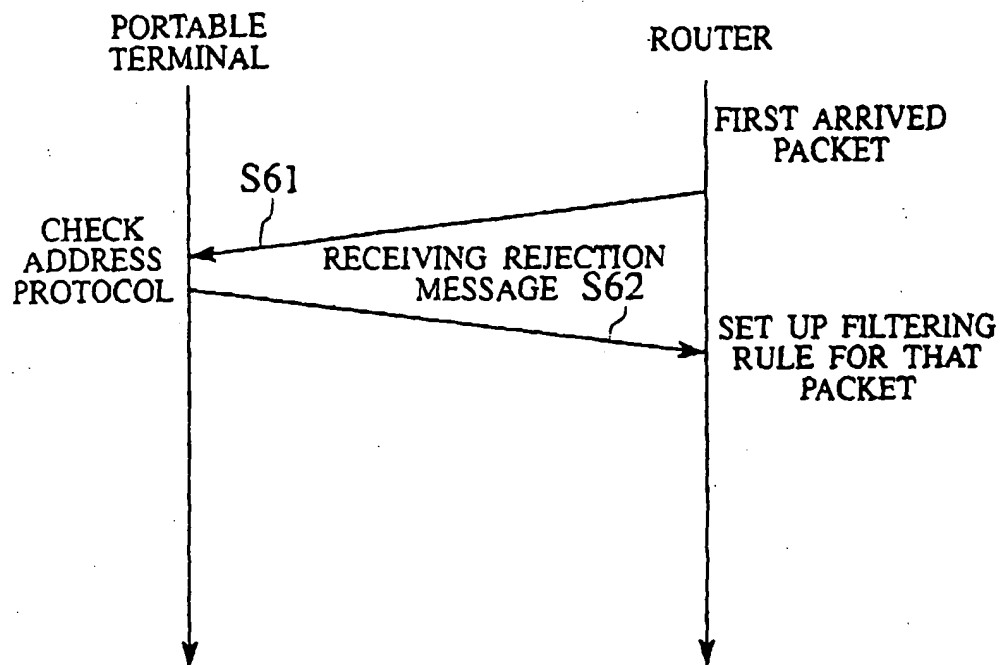 PORTABLE
TERMINAL
ROUTER
FIRST ARRIVED
PACKET
S61
CHECK
ADDRESS
PROTOCOL
RECEIVING REJECTION
MESSAGE S62
SET UP FILTERING
RULE FOR THAT
PACKET